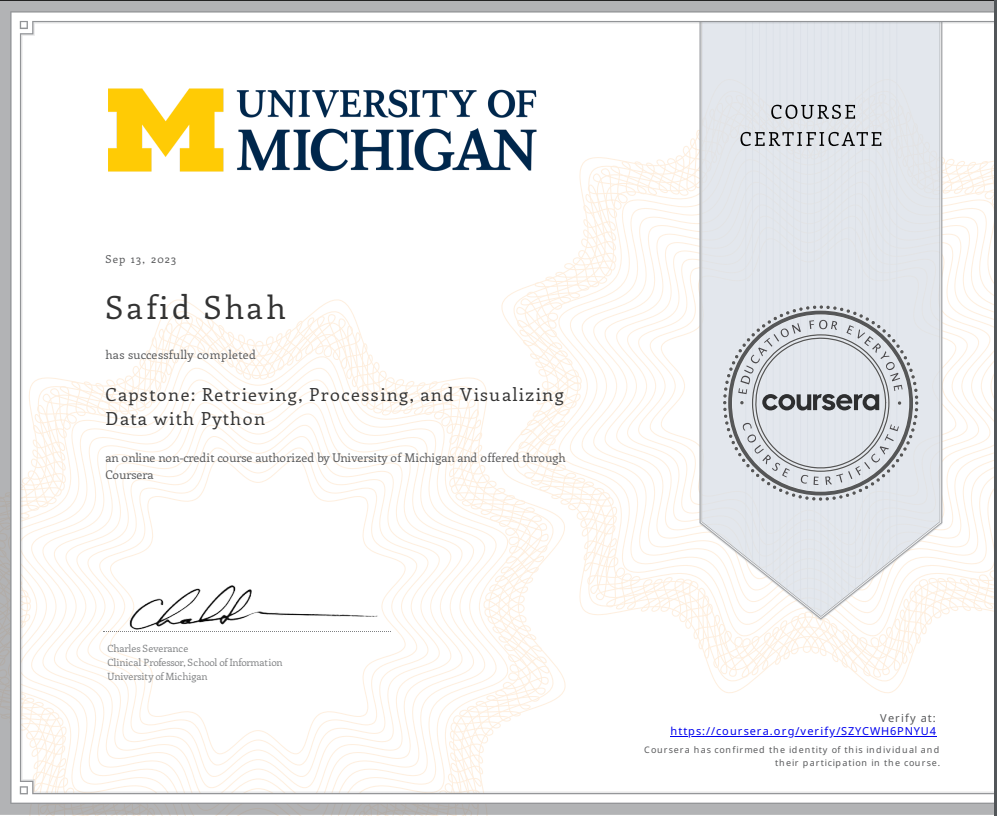 UNIVERSITY OF
MICHIGAN
COURSE
CERTIFICATE
Sep 13, 2023
Safid Shah
has successfully completed
Capstone: Retrieving, Processing, and Visualizing
Data with Python
an online non-credit course authorized by University of Michigan and offered through
Coursera
EDUCATION FOR EVERYONE
coursera
COURSE CERTIFICATE
Charles Severance
Clinical Professor, School of Information
University of Michigan
Verify at:
https://coursera.org/verify/SZYCWH6PNYU4
Coursera has confirmed the identity of this individual and
their participation in the course.